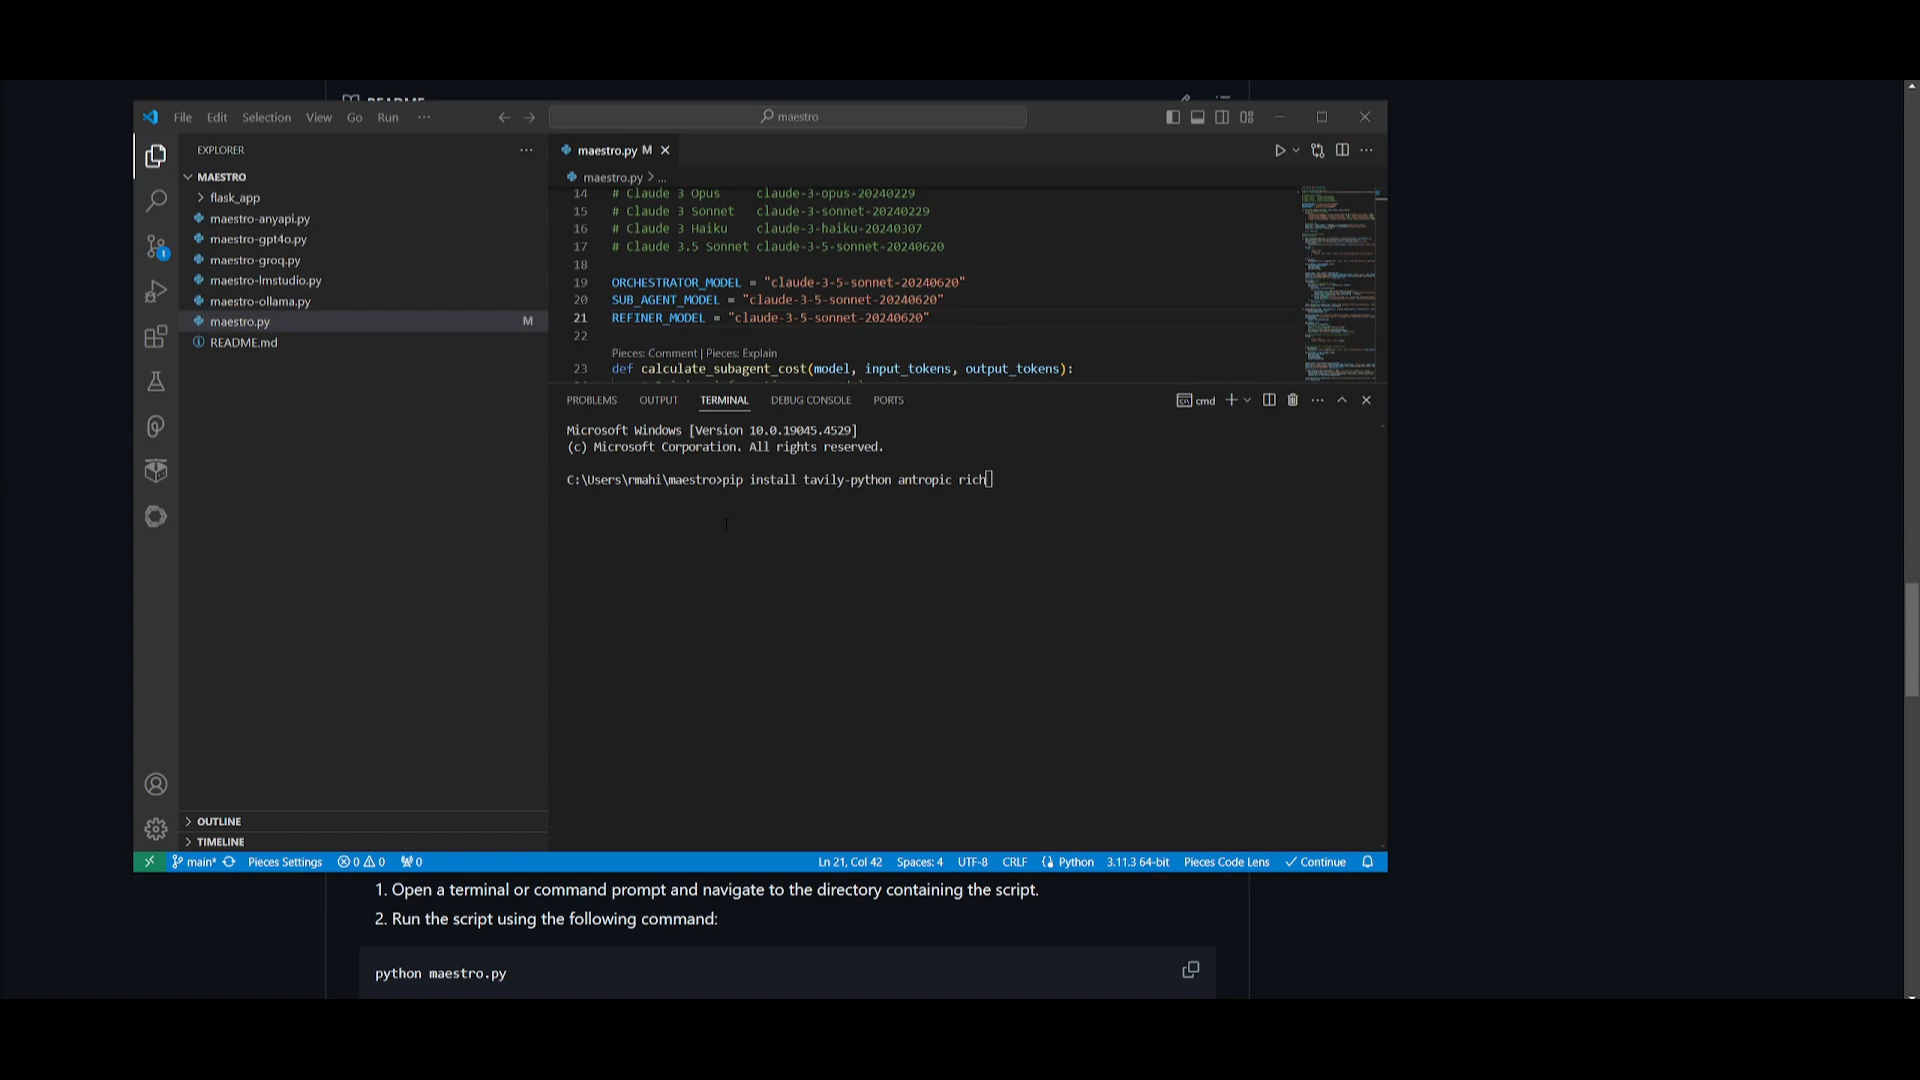 README
File Edit Selection View Go Run ···
maestro
EXPLORER
MAESTRO
flask_app
maestro-anyapi.py
maestro-gpt4o.py
maestro-groq.py
maestro-lmstudio.py
maestro-ollama.py
maestro.py M
README.md
OUTLINE
TIMELINE
maestro.py M
maestro.py > ...
14 # Claude 3 Opus claude-3-opus-20240229
15 # Claude 3 Sonnet claude-3-sonnet-20240229
16 # Claude 3 Haiku claude-3-haiku-20240307
17 # Claude 3.5 Sonnet claude-3-5-sonnet-20240620
18
19 ORCHESTRATOR_MODEL = "claude-3-5-sonnet-20240620"
20 SUB_AGENT_MODEL = "claude-3-5-sonnet-20240620"
21 REFINER_MODEL = "claude-3-5-sonnet-20240620"
22
Pieces: Comment | Pieces: Explain
23 def calculate_subagent_cost(model, input_tokens, output_tokens):
PROBLEMS OUTPUT TERMINAL DEBUG CONSOLE PORTS
cmd
Microsoft Windows [Version 10.0.19045.4529]
(c) Microsoft Corporation. All rights reserved.
C:\Users\rmahi\maestro>pip install tavily-python antropic rich
main* Pieces Settings 0 0 0 Ln 21, Col 42 Spaces: 4 UTF-8 CRLF Python 3.11.3 64-bit Pieces Code Lens Continue
1. Open a terminal or command prompt and navigate to the directory containing the script.
2. Run the script using the following command:
python maestro.py